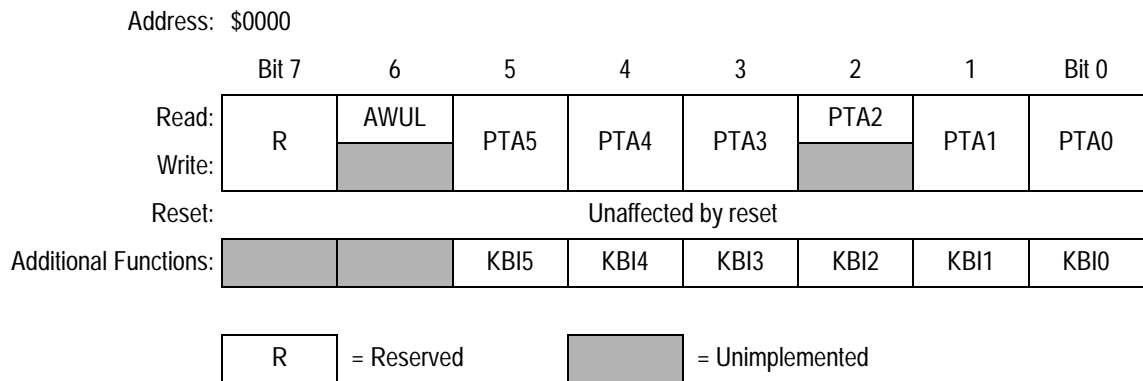 Address: $0000
Bit 7 6 5 4 3 2 1 Bit 0
Read: AWUL PTA2
R PTA5 PTA4 PTA3 PTA1 PTA0
Write:
Reset: Unaffected by reset
Additional Functions: KBI5 KBI4 KBI3 KBI2 KBI1 KBI0
R = Reserved = Unimplemented